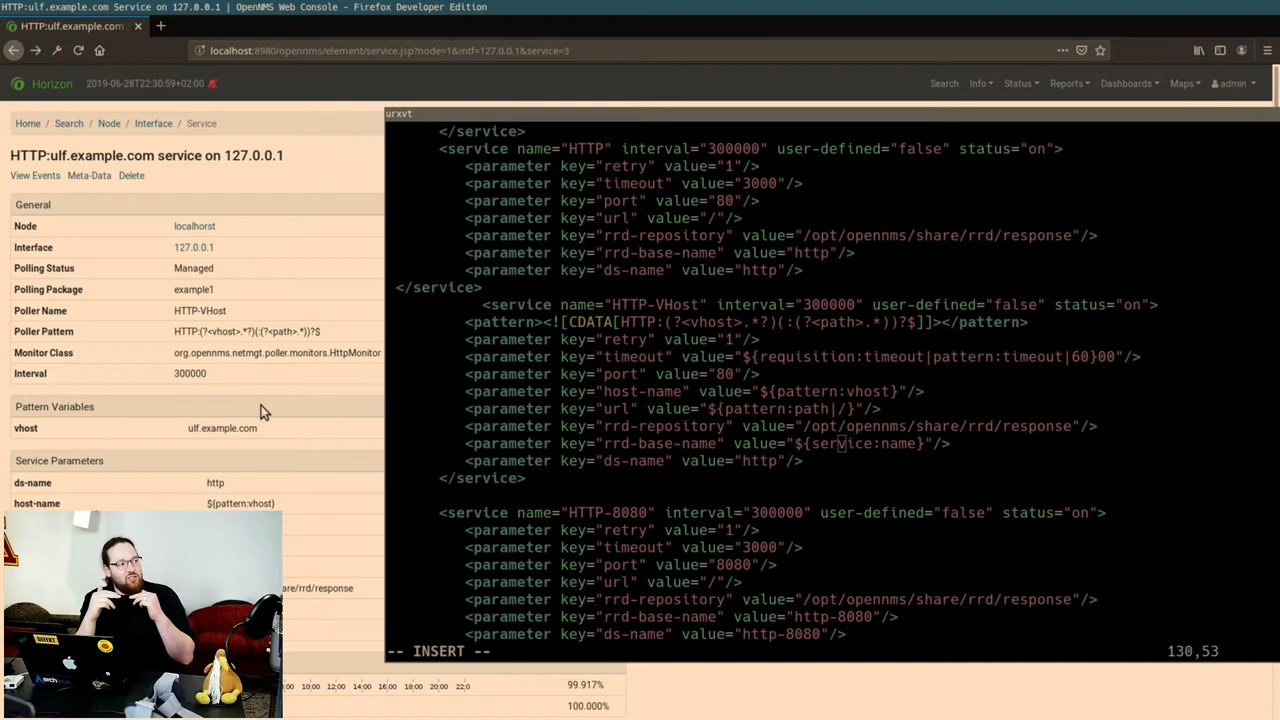 HTTP:ulf.example.com Service on 127.0.0.1 | OpenNMS Web Console - Firefox Developer Edition
HTTP:ulf.example.com
localhost:8980/opennms/element/service.jsp?node=1&intf=127.0.0.1&service=3
Horizon 2019-06-28T22:30:59+02:00 Search Info Status Reports Dashboards Maps admin
Home / Search / Node / Interface / Service
HTTP:ulf.example.com service on 127.0.0.1
View Events Meta-Data Delete
General
Node localhorst
Interface 127.0.0.1
Polling Status Managed
Polling Package example1
Poller Name HTTP-VHost
Poller Pattern HTTP:(?<vhost>.*?)(:(?<path>.*))?$
Monitor Class org.opennms.netmgt.poller.monitors.HttpMonitor
Interval 300000
Pattern Variables
vhost ulf.example.com
Service Parameters
ds-name http
host-name ${pattern:vhost}
are/rrd/response
10:00 12:00 14:00 16:00 18:00 20:00 22:0
99.917%
100.000%
urxvt
</service>
<service name="HTTP" interval="300000" user-defined="false" status="on">
<parameter key="retry" value="1"/>
<parameter key="timeout" value="3000"/>
<parameter key="port" value="80"/>
<parameter key="url" value="/"/>
<parameter key="rrd-repository" value="/opt/opennms/share/rrd/response"/>
<parameter key="rrd-base-name" value="http"/>
<parameter key="ds-name" value="http"/>
</service>
<service name="HTTP-VHost" interval="300000" user-defined="false" status="on">
<pattern><![CDATA[HTTP:(?<vhost>.*?)(:(?<path>.*))?$]]></pattern>
<parameter key="retry" value="1"/>
<parameter key="timeout" value="${requisition:timeout|pattern:timeout|60}00"/>
<parameter key="port" value="80"/>
<parameter key="host-name" value="${pattern:vhost}"/>
<parameter key="url" value="${pattern:path|/}"/>
<parameter key="rrd-repository" value="/opt/opennms/share/rrd/response"/>
<parameter key="rrd-base-name" value="${service:name}"/>
<parameter key="ds-name" value="http"/>
</service>
<service name="HTTP-8080" interval="300000" user-defined="false" status="on">
<parameter key="retry" value="1"/>
<parameter key="timeout" value="3000"/>
<parameter key="port" value="8080"/>
<parameter key="url" value="/"/>
<parameter key="rrd-repository" value="/opt/opennms/share/rrd/response"/>
<parameter key="rrd-base-name" value="http-8080"/>
<parameter key="ds-name" value="http-8080"/>
-- INSERT -- 130,53
DEFEKT